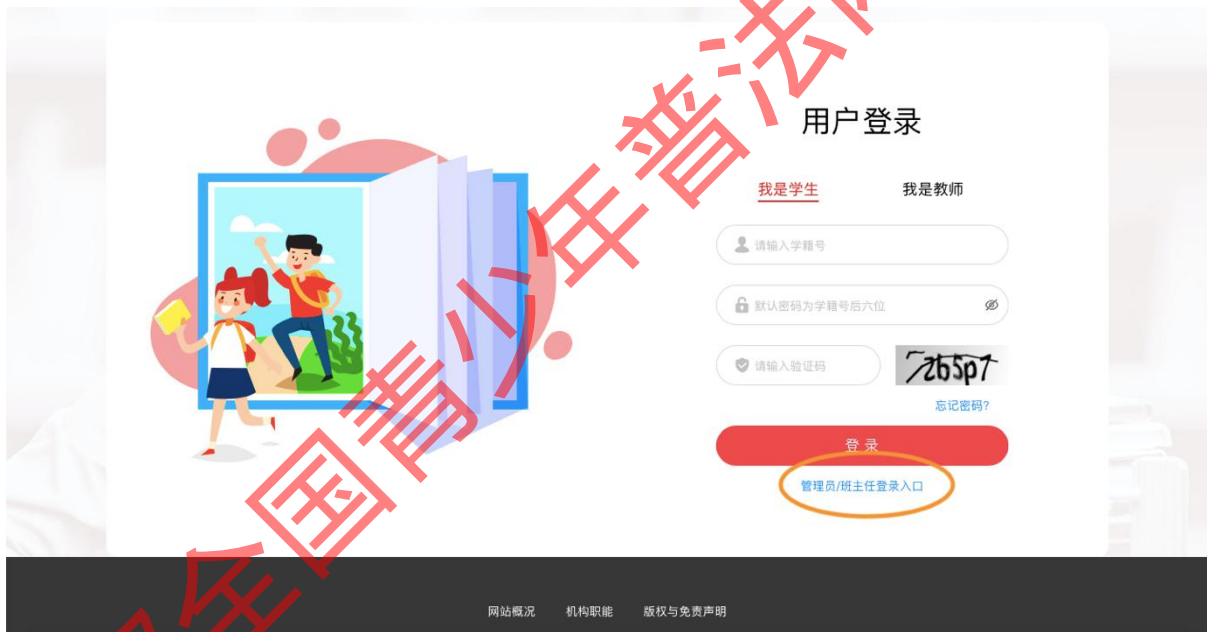 用户登录
我是学生 我是教师
请输入学籍号
默认密码为学籍号后六位
请输入验证码 7b5p7
忘记密码?
登 录
管理员/班主任登录入口
网站概况 机构职能 版权与免责声明
全国青少年普法